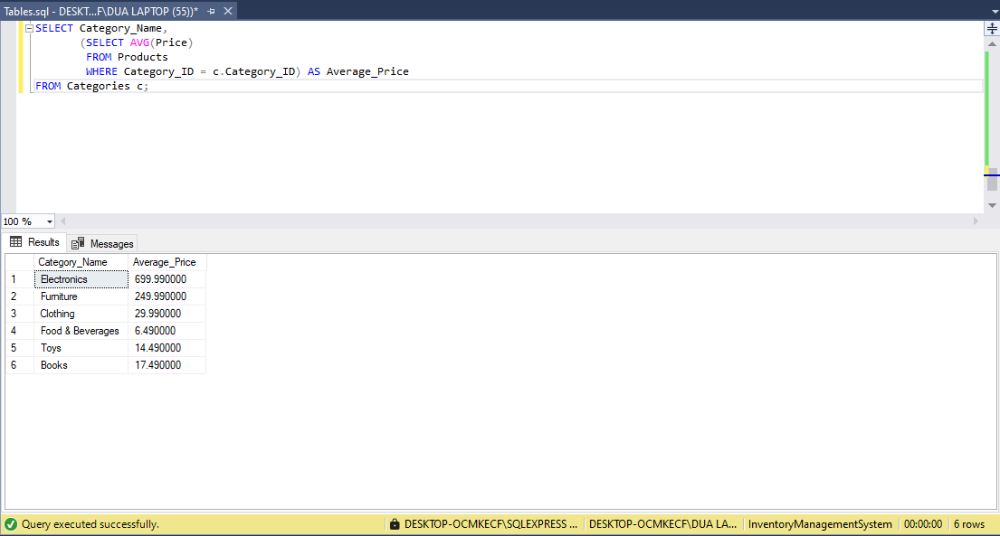 Tables.sql - DESKT...F\DUA LAPTOP (55))*
SELECT Category_Name,
(SELECT AVG(Price)
FROM Products
WHERE Category_ID = c.Category_ID) AS Average_Price
FROM Categories c;
100 %
Results Messages
Category_Name Average_Price
1 Electronics 699.990000
2 Furniture 249.990000
3 Clothing 29.990000
4 Food & Beverages 6.490000
5 Toys 14.490000
6 Books 17.490000
Query executed successfully. DESKTOP-OCMKECF\SQLEXPRESS ... DESKTOP-OCMKECF\DUA LA... InventoryManagementSystem 00:00:00 6 rows